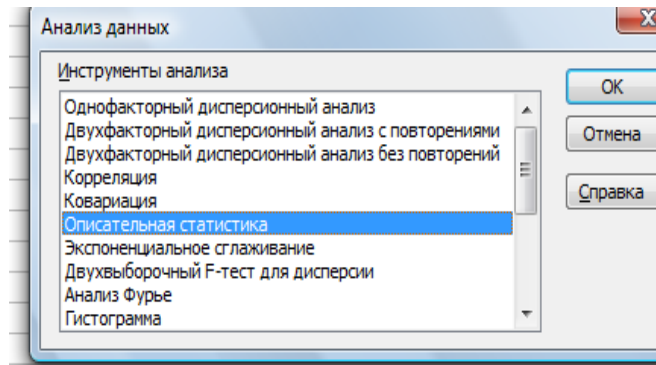 Анализ данных
Инструменты анализа
Однофакторный дисперсионный анализ
Двухфакторный дисперсионный анализ с повторениями
Двухфакторный дисперсионный анализ без повторений
Корреляция
Ковариация
Описательная статистика
Экспоненциальное сглаживание
Двухвыборочный F-тест для дисперсии
Анализ Фурье
Гистограмма
ОК
Отмена
Справка